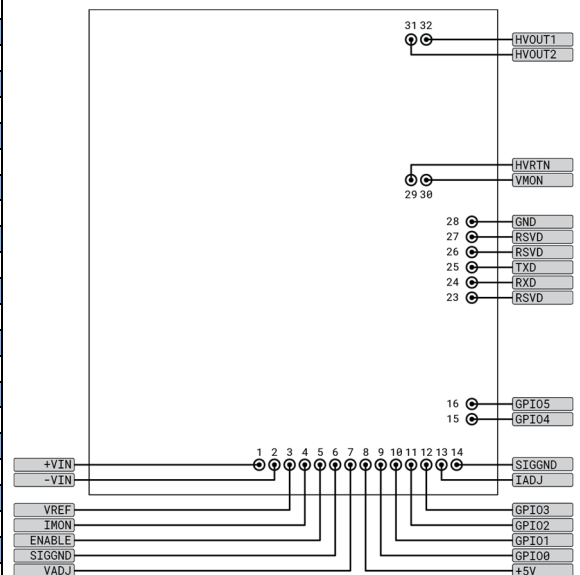 31 32
HVOUT1
HVOUT2
HVRTN
VMON
29 30
28 GND
27 RSVD
26 RSVD
25 TXD
24 RXD
23 RSVD
16 GPIO5
15 GPIO4
1 2 3 4 5 6 7 8 9 10 11 12 13 14
+VIN
-VIN
VREF
IMON
ENABLE
SIGGND
VADJ
SIGGND
IADJ
GPIO3
GPIO2
GPIO1
GPIO0
+5V